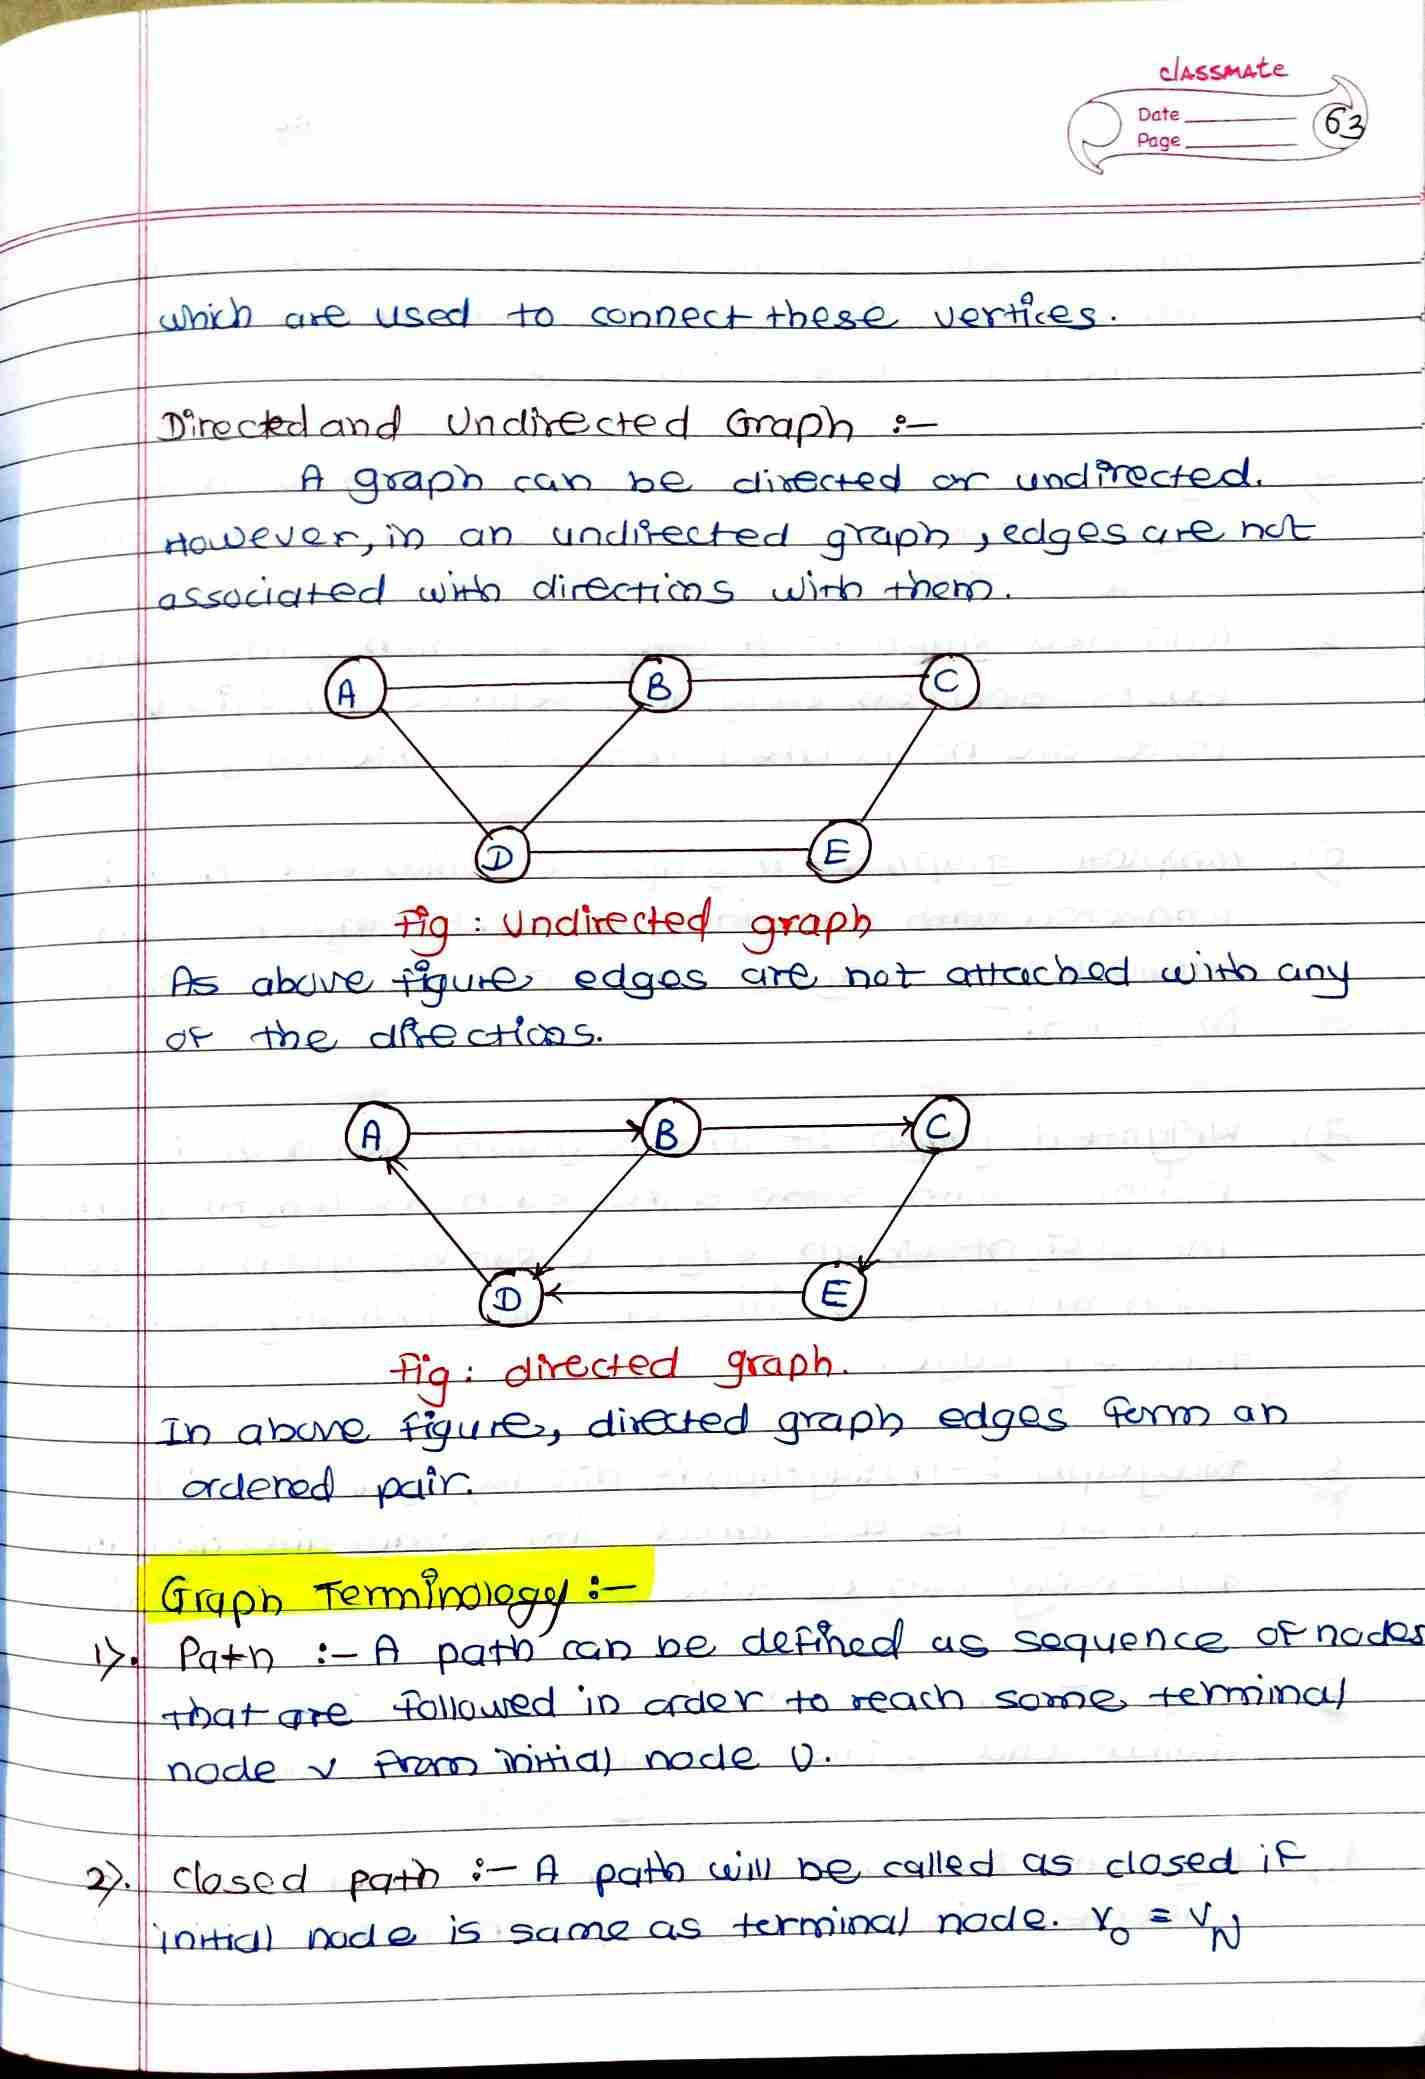 classmate
Date
Page
63
which are used to connect these vertices.
Directed and Undirected Graph :-
A graph can be directed or undirected.
However, in an undirected graph, edges are not
associated with directions with them.
A B C
D E
Fig : Undirected graph
As above figure edges are not attached with any
of the directions.
A B C
D E
Fig : directed graph.
In above figure, directed graph edges form an
ordered pair.
Graph Terminology :-
1). Path :- A path can be defined as sequence of nodes
that are followed in order to reach some terminal
node v from initial node U.
2). Closed path :- A path will be called as closed if
initial node is same as terminal node. V₀ = V_N